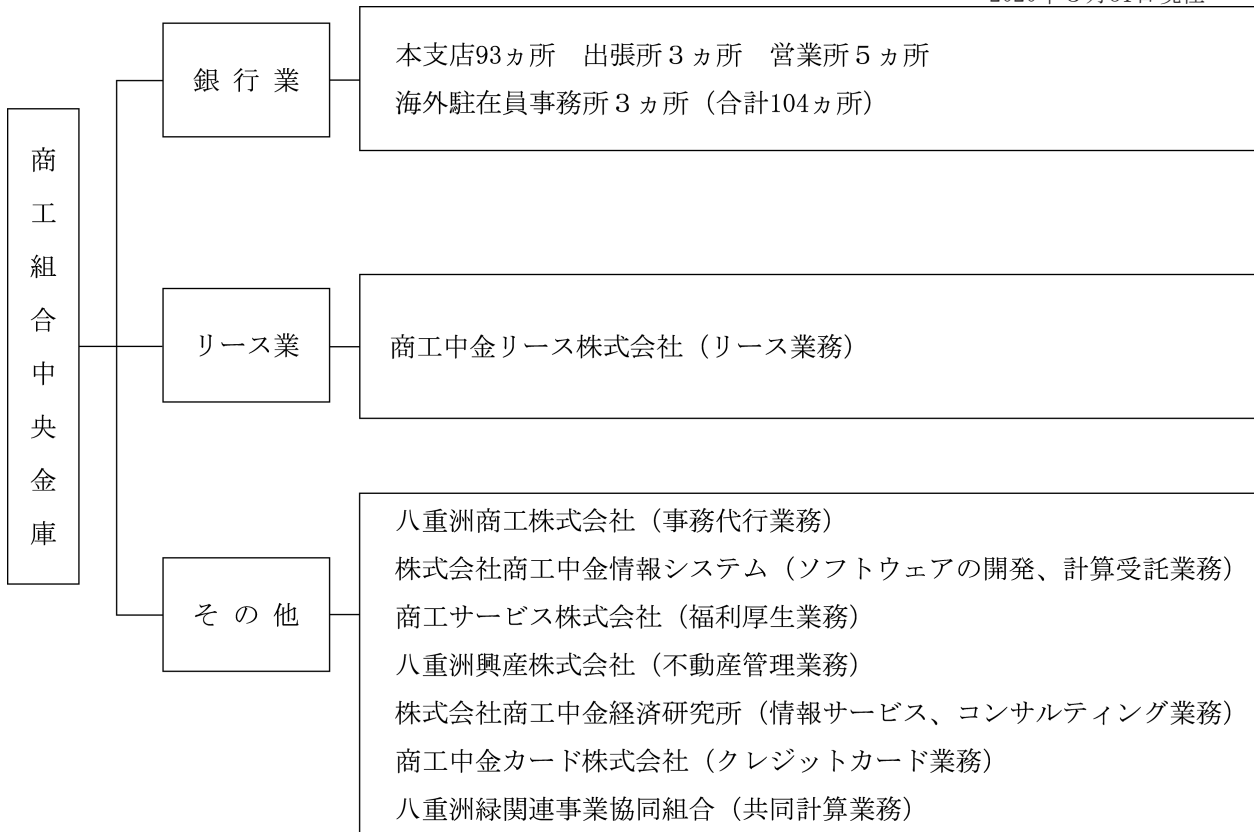 商工組合中央金庫
銀行業
本支店93ヵ所　出張所３ヵ所　営業所５ヵ所
海外駐在員事務所３ヵ所（合計104ヵ所）
リース業
商工中金リース株式会社（リース業務）
その他
八重洲商工株式会社（事務代行業務）
株式会社商工中金情報システム（ソフトウェアの開発、計算受託業務）
商工サービス株式会社（福利厚生業務）
八重洲興産株式会社（不動産管理業務）
株式会社商工中金経済研究所（情報サービス、コンサルティング業務）
商工中金カード株式会社（クレジットカード業務）
八重洲緑関連事業協同組合（共同計算業務）